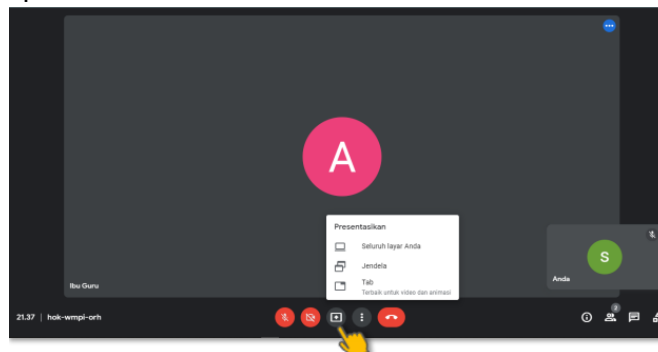 A
Presentasikan
Seluruh layar Anda
Jendela
Tab
Terbaik untuk video dan animasi
S
Anda
Ibu Guru
21.37 | hok-wmpi-orh
2